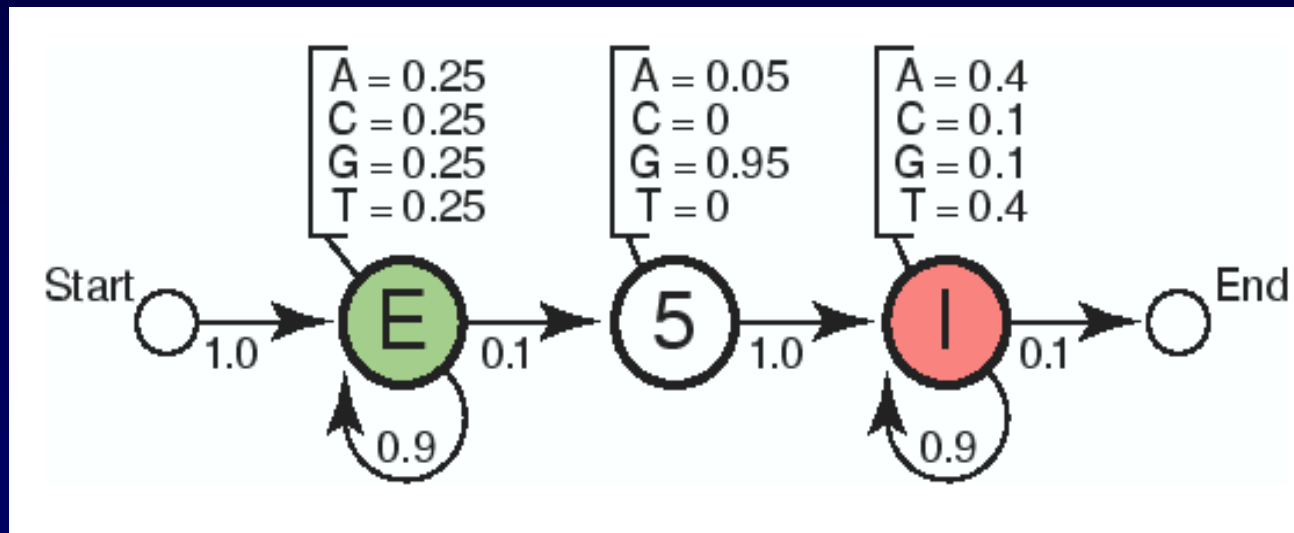 A = 0.25
C = 0.25
G = 0.25
T = 0.25
A = 0.05
C = 0
G = 0.95
T = 0
A = 0.4
C = 0.1
G = 0.1
T = 0.4
Start
E
5
I
End
1.0
0.1
1.0
0.1
0.9
0.9